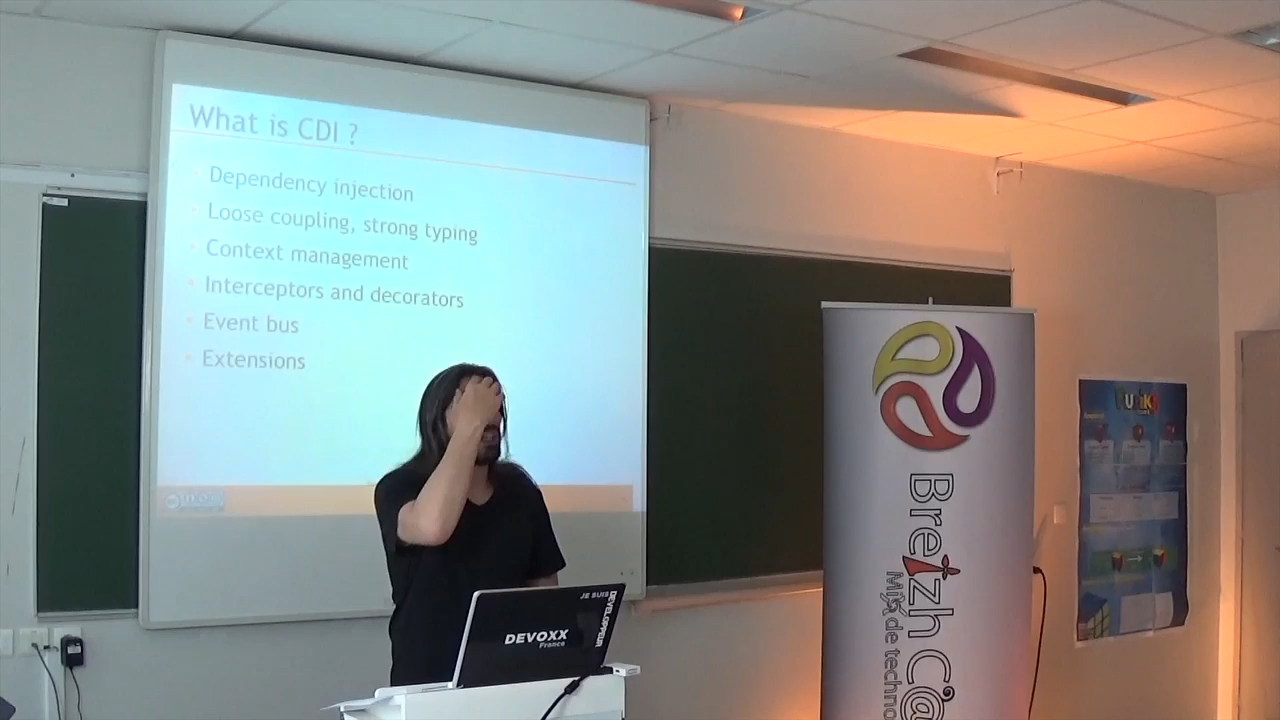 What is CDI ?
Dependency injection
Loose coupling, strong typing
Context management
Interceptors and decorators
Event bus
Extensions
JE SUIS
DEVELOPPEUR
DEVOXX
France
Breizh C@
Mix de techno